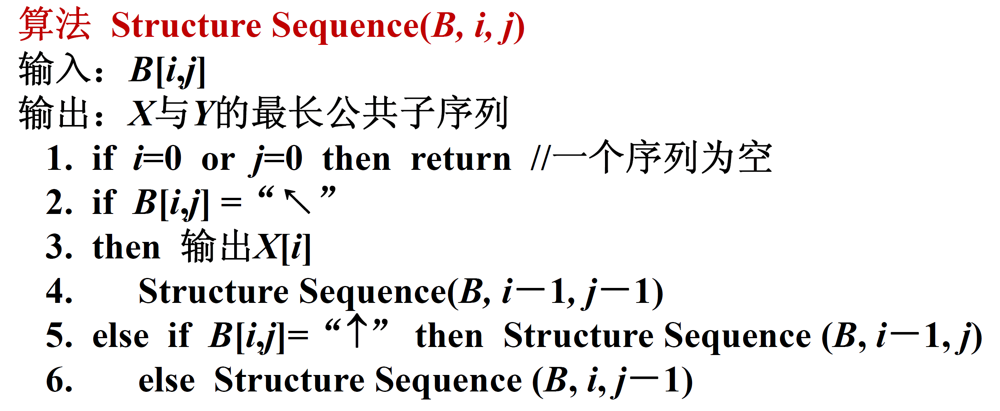 算法 Structure Sequence(B, i, j)
输入：B[i,j]
输出：X与Y的最长公共子序列
1. if i=0 or j=0 then return //一个序列为空
2. if B[i,j] = “↖”
3. then 输出X[i]
4. Structure Sequence(B, i－1, j－1)
5. else if B[i,j]= “↑” then Structure Sequence (B, i－1, j)
6. else Structure Sequence (B, i, j－1)